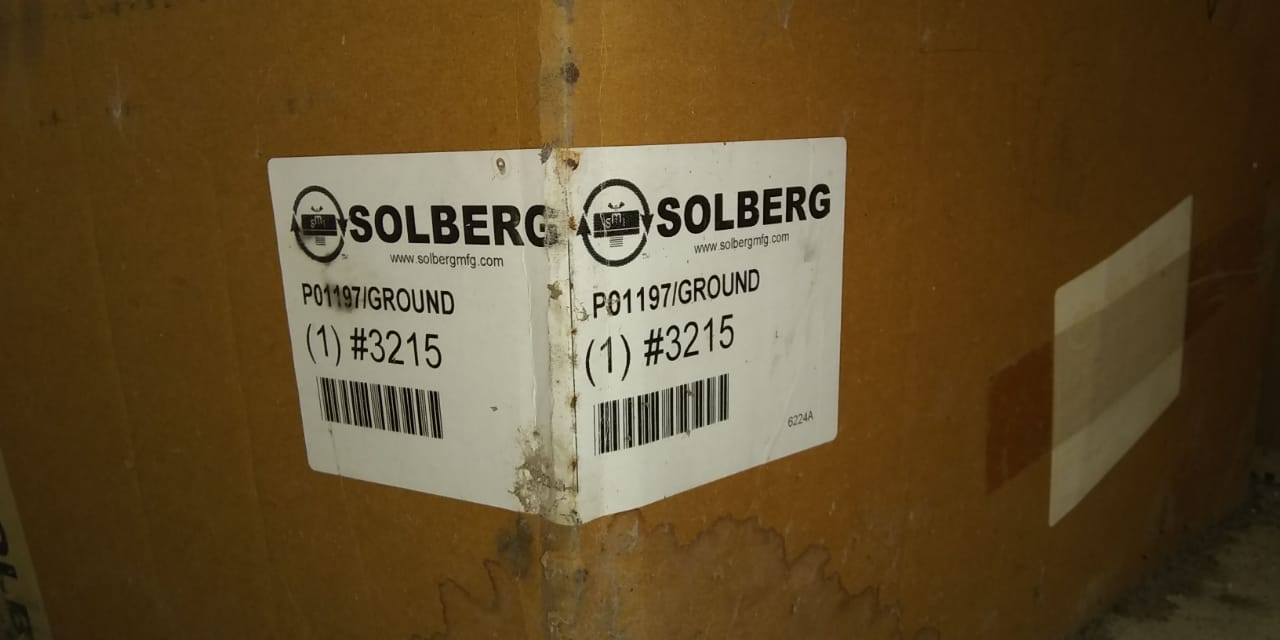 SOLBERG
www.solbergmfg.com
P01197/GROUND
(1) #3215
SOLBERG
www.solbergmfg.com
P01197/GROUND
(1) #3215
6224A